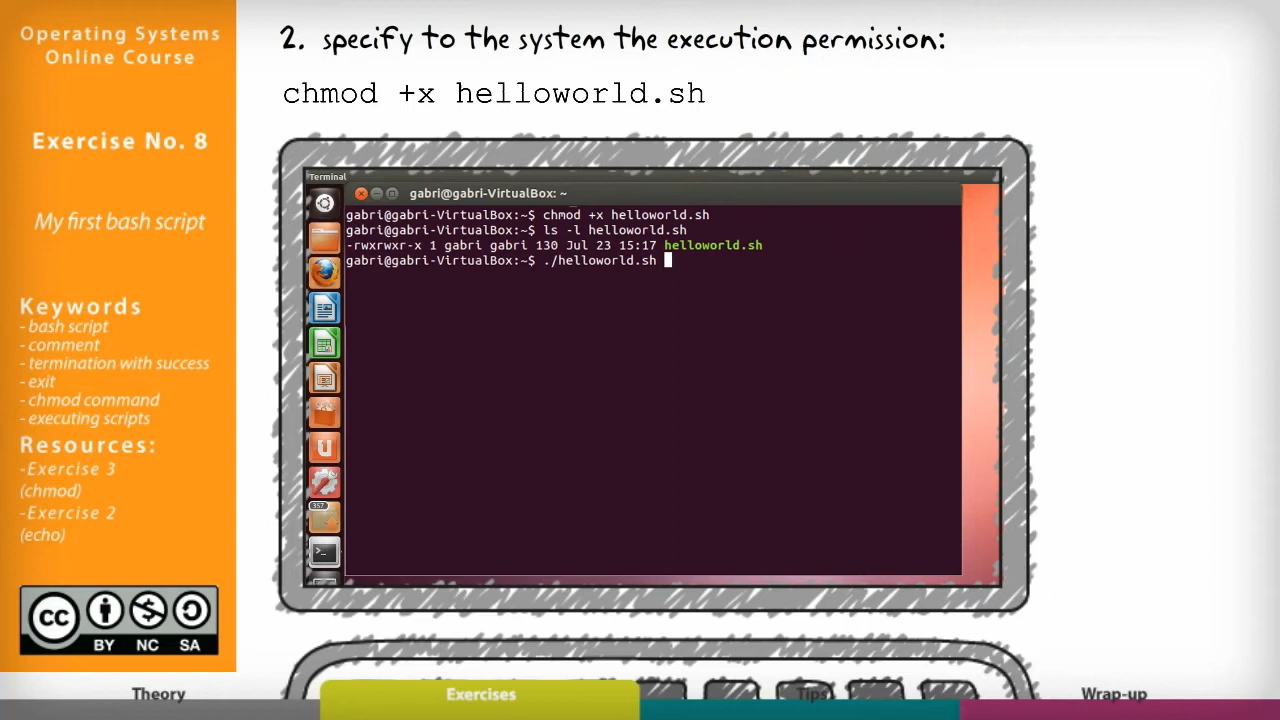 Operating Systems
Online Course
Exercise No. 8
My first bash script
Keywords
- bash script
- comment
- termination with success
- exit
- chmod command
- executing scripts
Resources:
-Exercise 3
(chmod)
-Exercise 2
(echo)
BY NC SA
2. specify to the system the execution permission:
chmod +x helloworld.sh
Terminal
gabri@gabri-VirtualBox: ~
gabri@gabri-VirtualBox:~$ chmod +x helloworld.sh
gabri@gabri-VirtualBox:~$ ls -l helloworld.sh
-rwxrwxr-x 1 gabri gabri 130 Jul 23 15:17 helloworld.sh
gabri@gabri-VirtualBox:~$ ./helloworld.sh
357
Theory Exercises Tips Wrap-up